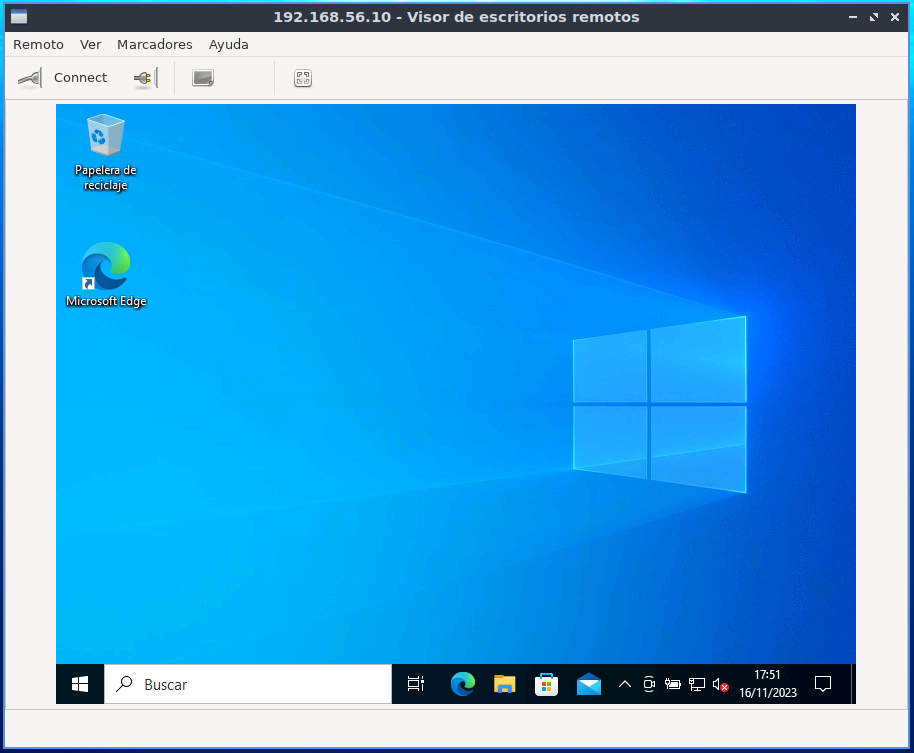 192.168.56.10 - Visor de escritorios remotos
Remoto Ver Marcadores Ayuda
Connect
Papelera de
reciclaje
Microsoft Edge
Buscar
17:51
16/11/2023